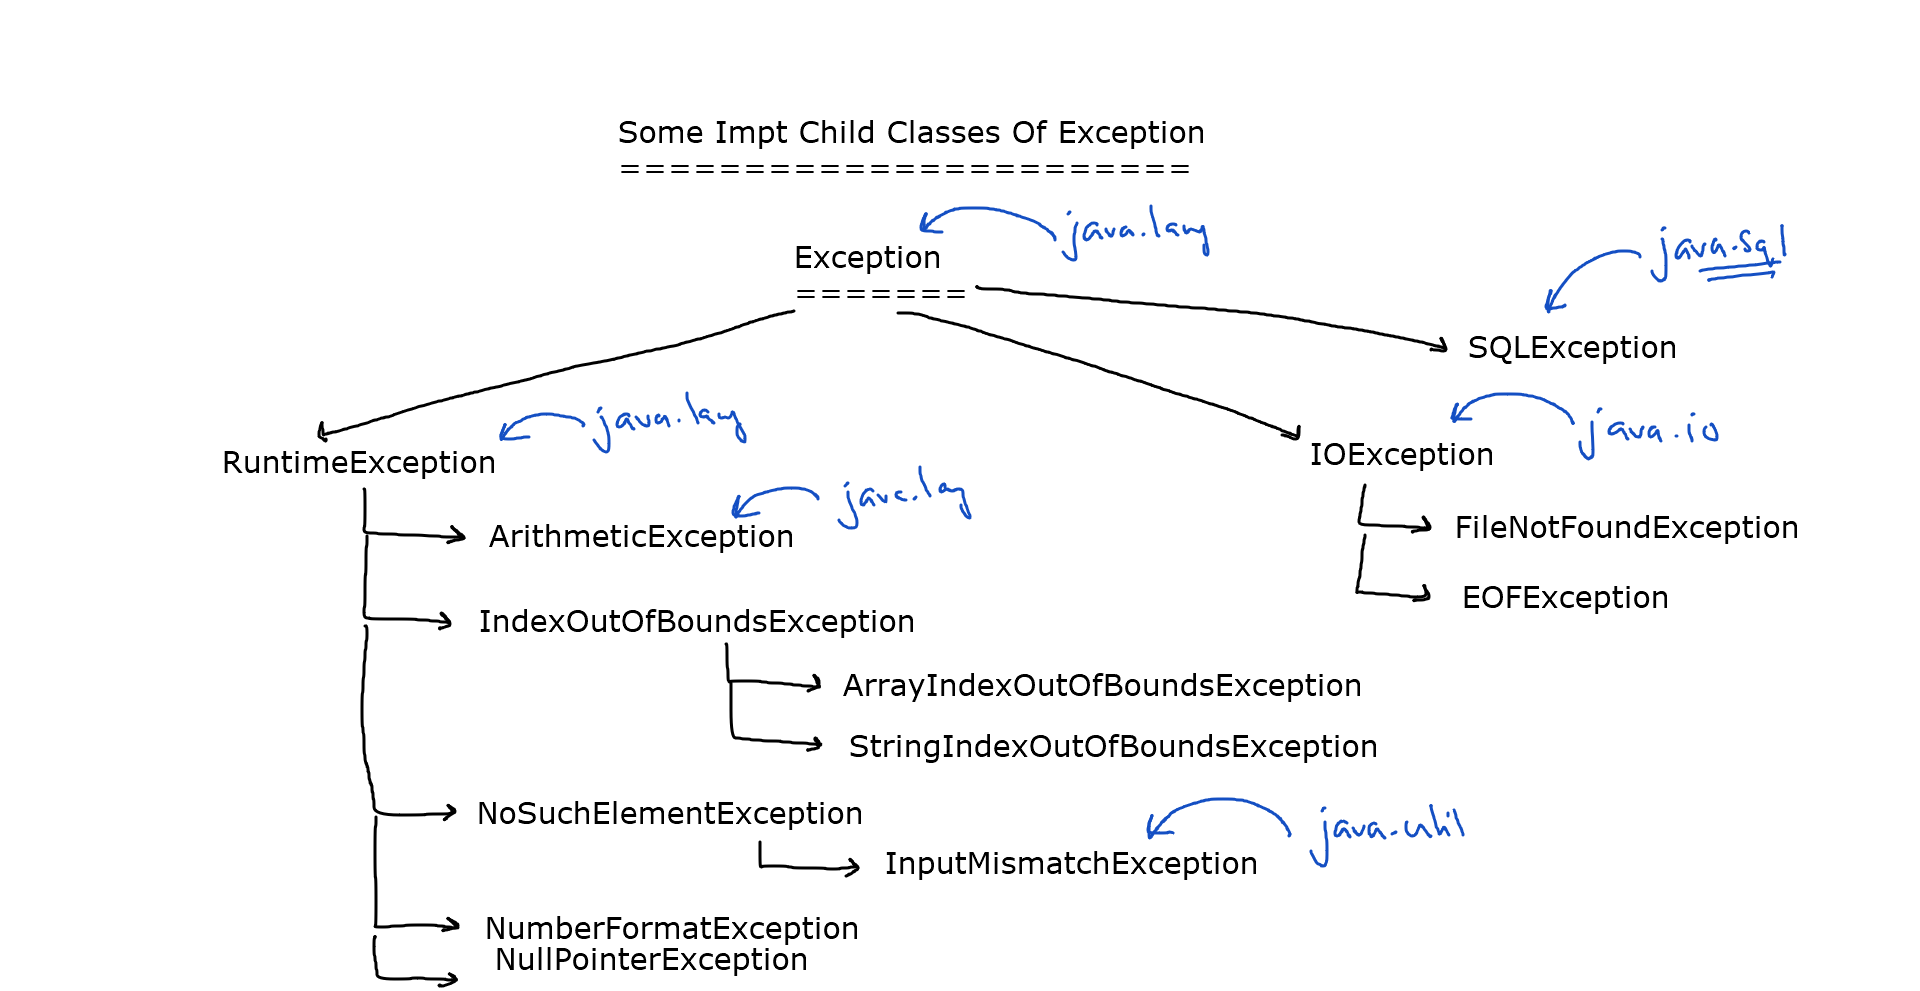 Some Impt Child Classes Of Exception
=======================
java.lang
Exception
=======
java.sql
SQLException
java.lang
RuntimeException
java.io
IOException
java.lang
ArithmeticException
FileNotFoundException
EOFException
IndexOutOfBoundsException
ArrayIndexOutOfBoundsException
StringIndexOutOfBoundsException
NoSuchElementException
java.util
InputMismatchException
NumberFormatException
NullPointerException